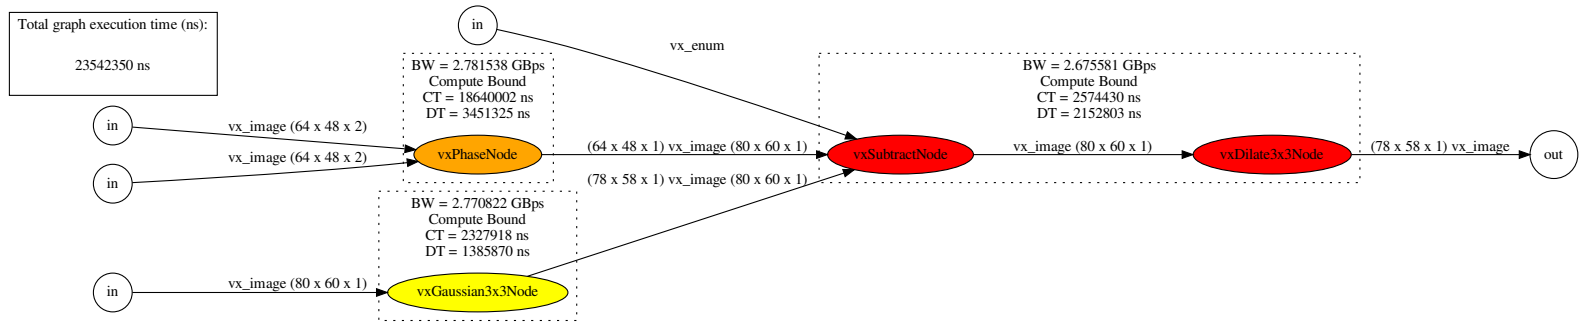 Total graph execution time (ns):
23542350 ns
in
vx_enum
BW = 2.781538 GBps
Compute Bound
CT = 18640002 ns
DT = 3451325 ns
BW = 2.675581 GBps
Compute Bound
CT = 2574430 ns
DT = 2152803 ns
in
vx_image (64 x 48 x 2)
in
vx_image (64 x 48 x 2)
vxPhaseNode
(64 x 48 x 1) vx_image (80 x 60 x 1)
vxSubtractNode
vx_image (80 x 60 x 1)
vxDilate3x3Node
(78 x 58 x 1) vx_image
out
(78 x 58 x 1) vx_image (80 x 60 x 1)
BW = 2.770822 GBps
Compute Bound
CT = 2327918 ns
DT = 1385870 ns
in
vx_image (80 x 60 x 1)
vxGaussian3x3Node